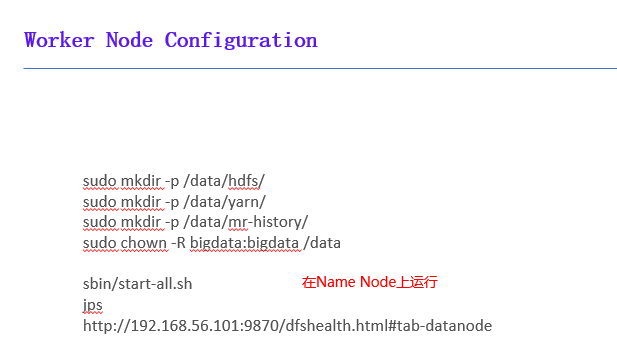 Worker Node Configuration
sudo mkdir -p /data/hdfs/
sudo mkdir -p /data/yarn/
sudo mkdir -p /data/mr-history/
sudo chown -R bigdata:bigdata /data
sbin/start-all.sh
在Name Node上运行
jps
http://192.168.56.101:9870/dfshealth.html#tab-datanode